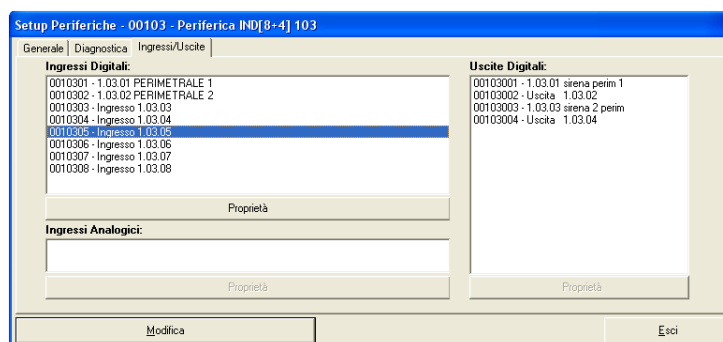 Setup Periferiche - 00103 - Periferica IND[8+4] 103
Generale
Diagnostica
Ingressi/Uscite
Ingressi Digitali:
0010301 - 1.03.01 PERIMETRALE 1
0010302 - 1.03.02 PERIMETRALE 2
0010303 - Ingresso 1.03.03
0010304 - Ingresso 1.03.04
0010305 - Ingresso 1.03.05
0010306 - Ingresso 1.03.06
0010307 - Ingresso 1.03.07
0010308 - Ingresso 1.03.08
Proprietà
Ingressi Analogici:
Proprietà
Uscite Digitali:
00103001 - 1.03.01 sirena perim 1
00103002 - Uscita 1.03.02
00103003 - 1.03.03 sirena 2 perim
00103004 - Uscita 1.03.04
Proprietà
Modifica
Esci